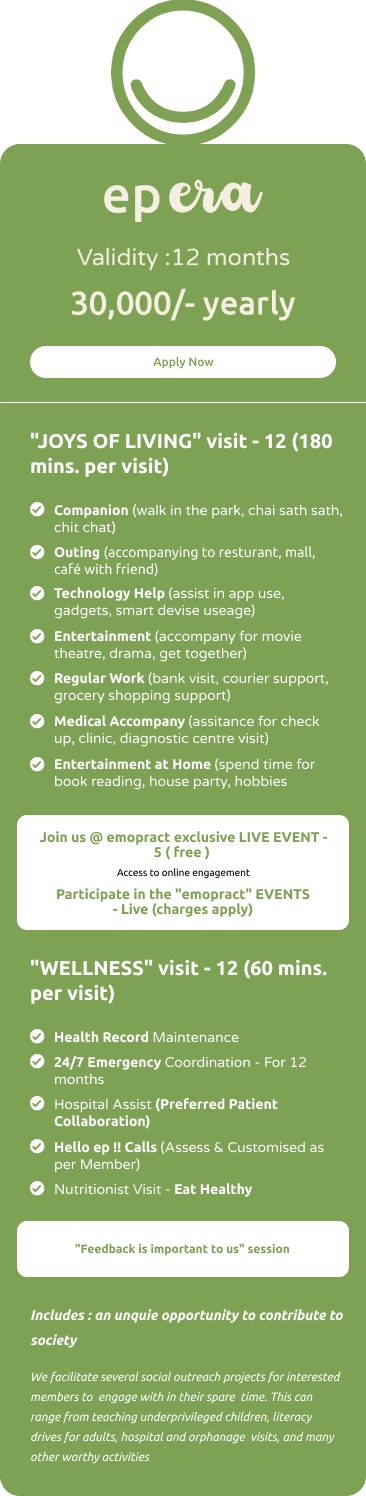 ep era
Validity :12 months
30,000/- yearly
Apply Now
"JOYS OF LIVING" visit - 12 (180
mins. per visit)
Companion (walk in the park, chai sath sath,
chit chat)
Outing (accompanying to resturant, mall,
café with friend)
Technology Help (assist in app use,
gadgets, smart devise useage)
Entertainment (accompany for movie
theatre, drama, get together)
Regular Work (bank visit, courier support,
grocery shopping support)
Medical Accompany (assitance for check
up, clinic, diagnostic centre visit)
Entertainment at Home (spend time for
book reading, house party, hobbies
Join us @ emopract exclusive LIVE EVENT -
5 ( free )
Access to online engagement
Participate in the "emopract" EVENTS
- Live (charges apply)
"WELLNESS" visit - 12 (60 mins.
per visit)
Health Record Maintenance
24/7 Emergency Coordination - For 12
months
Hospital Assist (Preferred Patient
Collaboration)
Hello ep !! Calls (Assess & Customised as
per Member)
Nutritionist Visit - Eat Healthy
"Feedback is important to us" session
Includes : an unquie opportunity to contribute to
society
We facilitate several social outreach projects for interested
members to engage with in their spare time. This can
range from teaching underprivileged children, literacy
drives for adults, hospital and orphanage visits, and many
other worthy activities